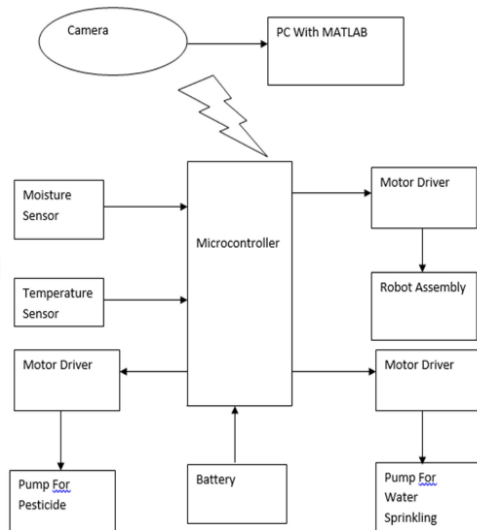 Camera
PC With MATLAB
Moisture
Sensor
Microcontroller
Motor Driver
Temperature
Sensor
Robot Assembly
Motor Driver
Motor Driver
Pump For
Pesticide
Battery
Pump For
Water
Sprinkling